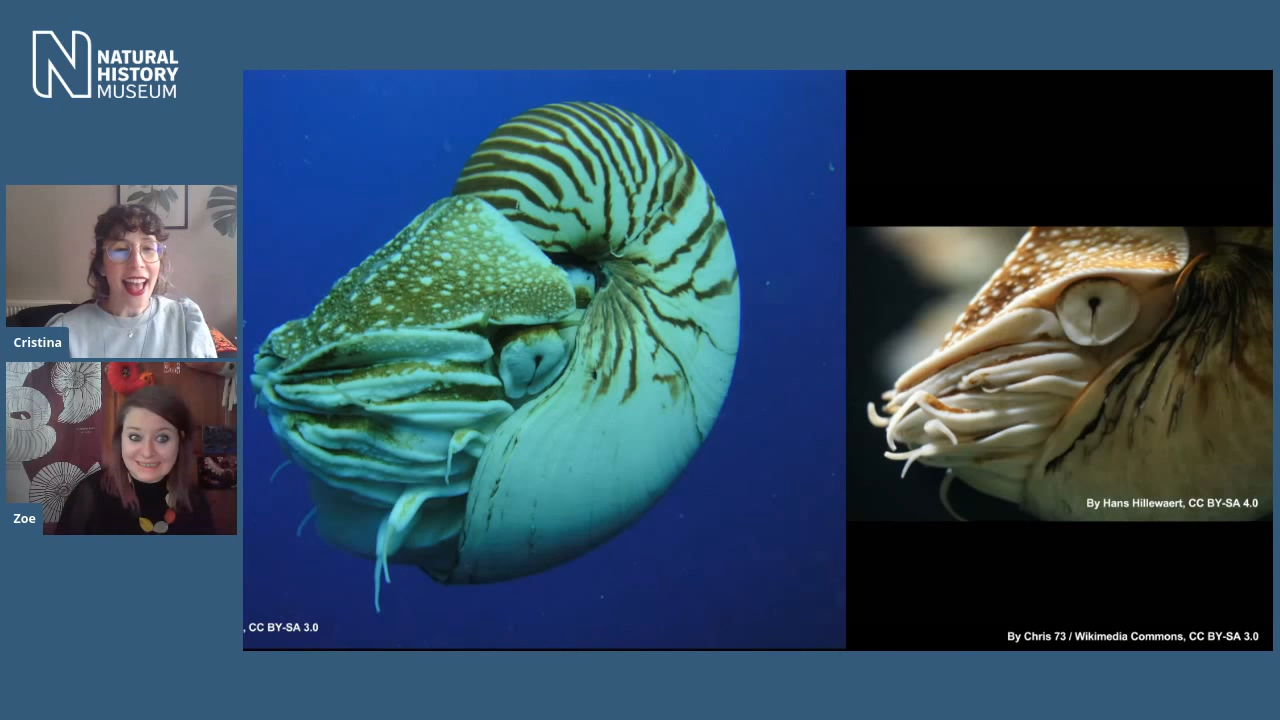 NATURAL
HISTORY
MUSEUM
Cristina
Zoe
By Hans Hillewaert, CC BY-SA 4.0
, CC BY-SA 3.0
By Chris 73 / Wikimedia Commons, CC BY-SA 3.0